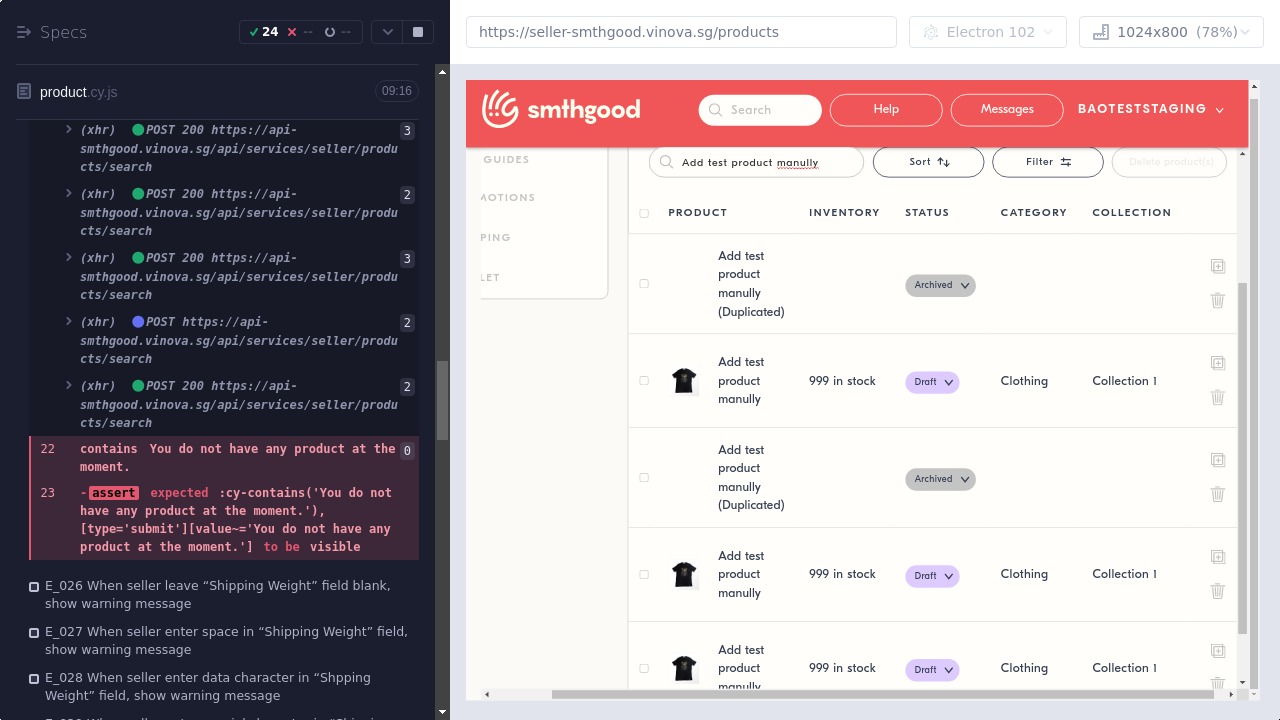 Specs
24
--
--
https://seller-smthgood.vinova.sg/products
Electron 102
1024x800 (78%)
product.cy.js
09:16
(xhr) POST 200 https://api-
smthgood.vinova.sg/api/services/seller/produ
cts/search
3
(xhr) POST 200 https://api-
smthgood.vinova.sg/api/services/seller/produ
cts/search
2
(xhr) POST 200 https://api-
smthgood.vinova.sg/api/services/seller/produ
cts/search
3
(xhr) POST https://api-
smthgood.vinova.sg/api/services/seller/produ
cts/search
2
(xhr) POST 200 https://api-
smthgood.vinova.sg/api/services/seller/produ
cts/search
2
22 contains You do not have any product at the
moment.
0
23 -assert expected :cy-contains('You do not
have any product at the moment.'),
[type='submit'][value~='You do not have any
product at the moment.'] to be visible
E_026 When seller leave “Shipping Weight” field blank,
show warning message
E_027 When seller enter space in “Shipping Weight” field,
show warning message
E_028 When seller enter data character in “Shpping
Weight” field, show warning message
smthgood
Search
Help
Messages
BAOTESTSTAGING
GUIDES
MOTIONS
PING
LET
Add test product manully
Sort
Filter
Delete product(s)
PRODUCT INVENTORY STATUS CATEGORY COLLECTION
Add test
product
manully
(Duplicated)
Archived
Add test
product
manully
999 in stock Draft Clothing Collection 1
Add test
product
manully
(Duplicated)
Archived
Add test
product
manully
999 in stock Draft Clothing Collection 1
Add test
product
manully
999 in stock Draft Clothing Collection 1